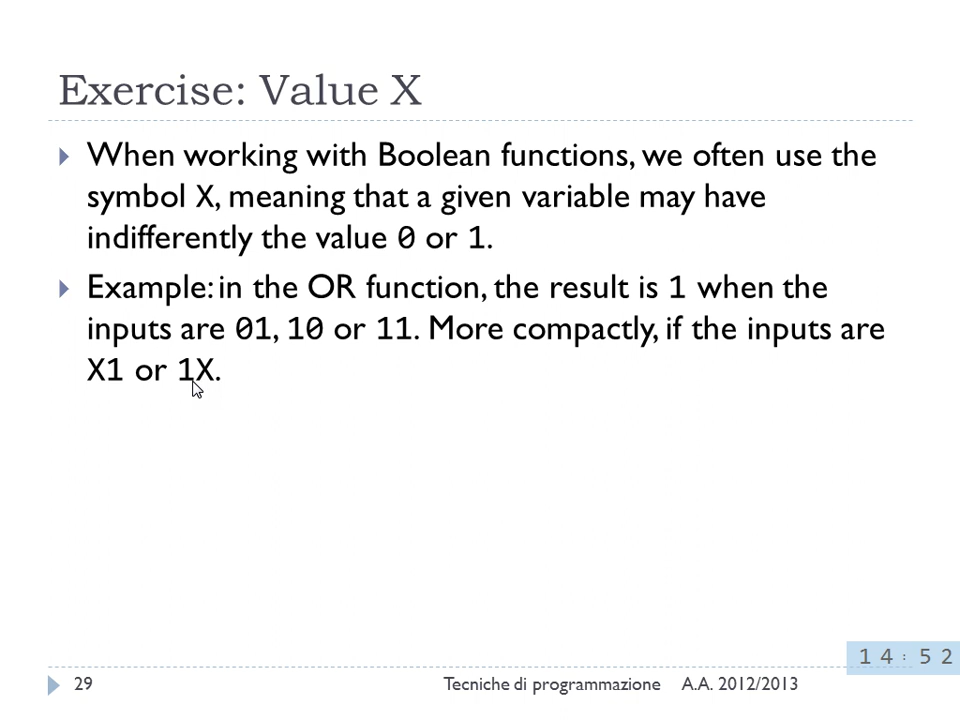 Exercise: Value X
When working with Boolean functions, we often use the
symbol X, meaning that a given variable may have
indifferently the value 0 or 1.
Example: in the OR function, the result is 1 when the
inputs are 01, 10 or 11. More compactly, if the inputs are
X1 or 1X.
14:52
29 Tecniche di programmazione A.A. 2012/2013